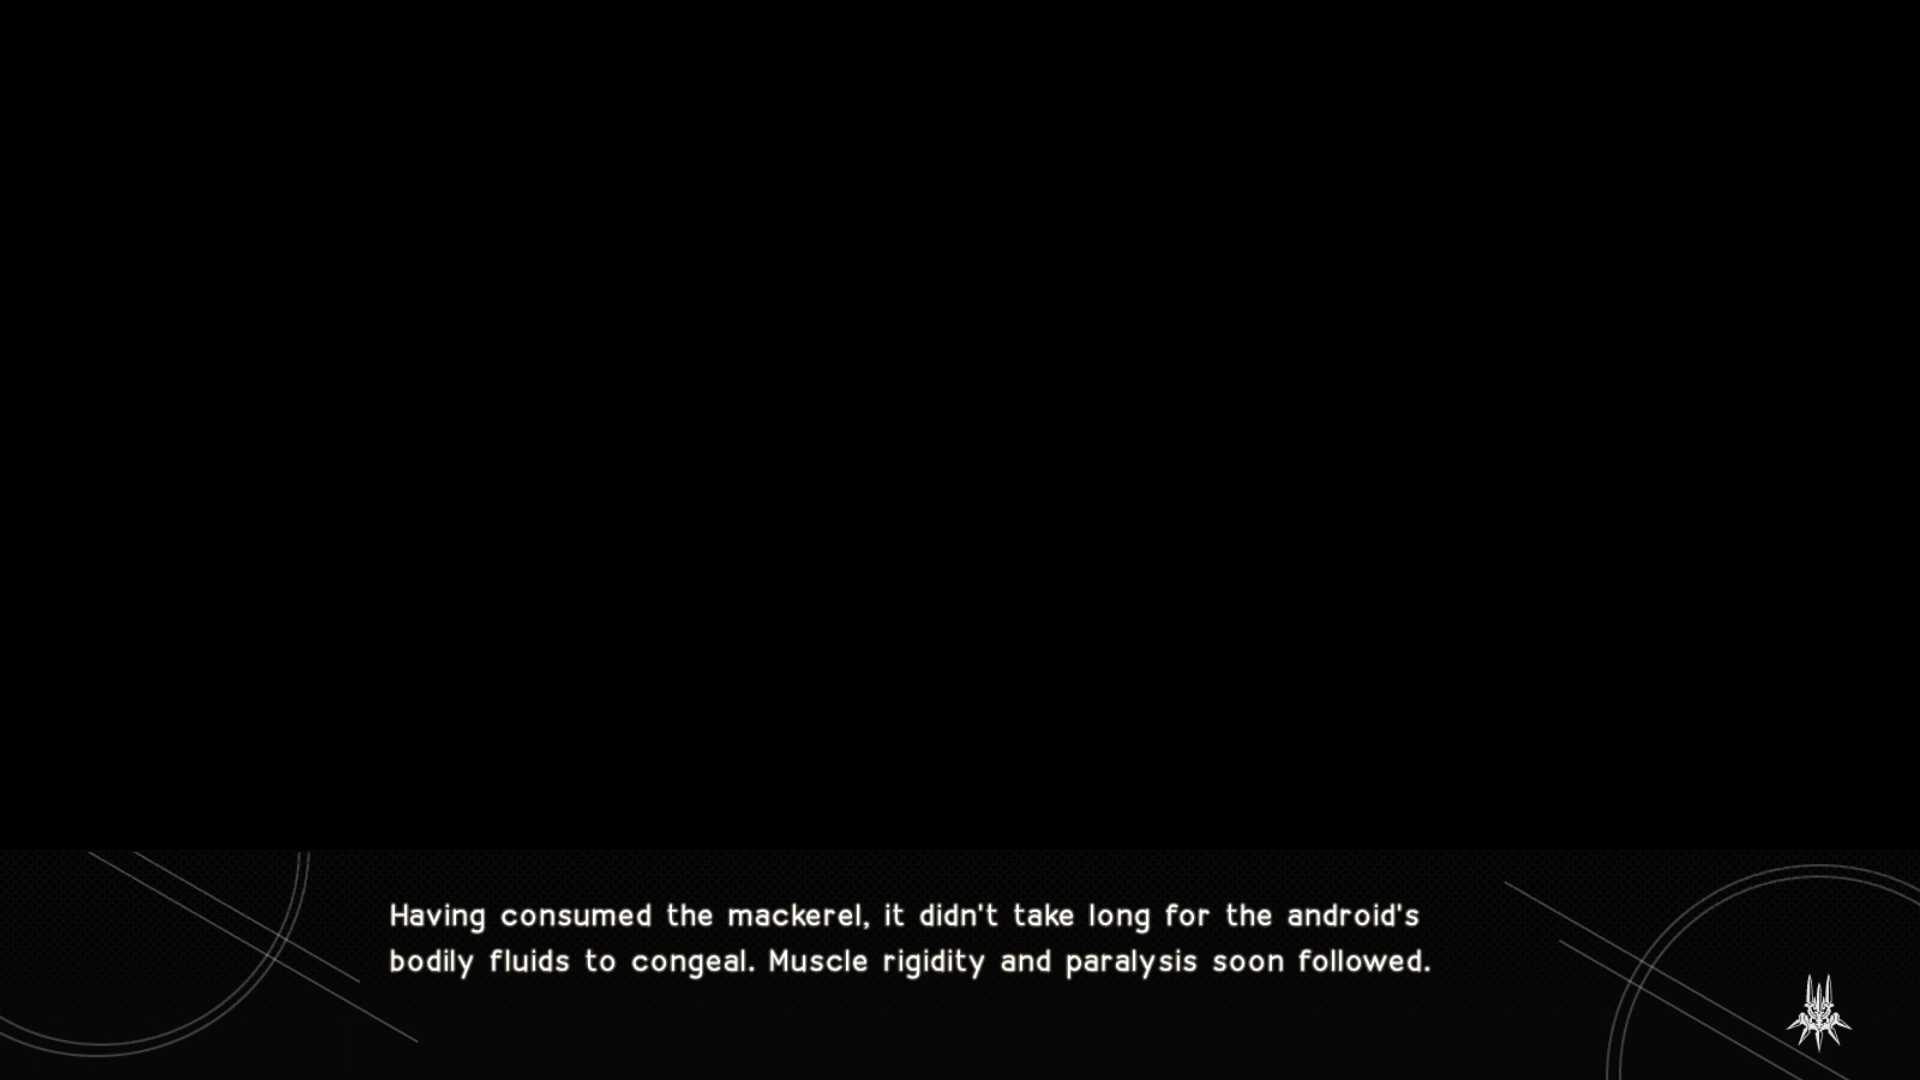 Having consumed the mackerel, it didn't take long for the android's
bodily fluids to congeal. Muscle rigidity and paralysis soon followed.